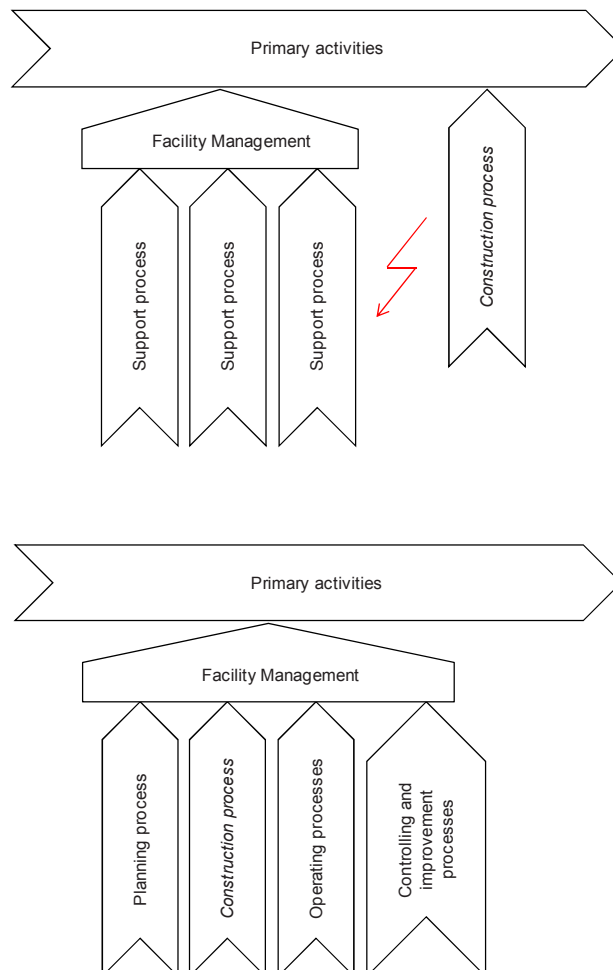 Primary activities
Facility Management
Support process
Support process
Support process
Construction process
Primary activities
Facility Management
Planning process
Construction process
Operating processes
Controlling and
improvement
processes